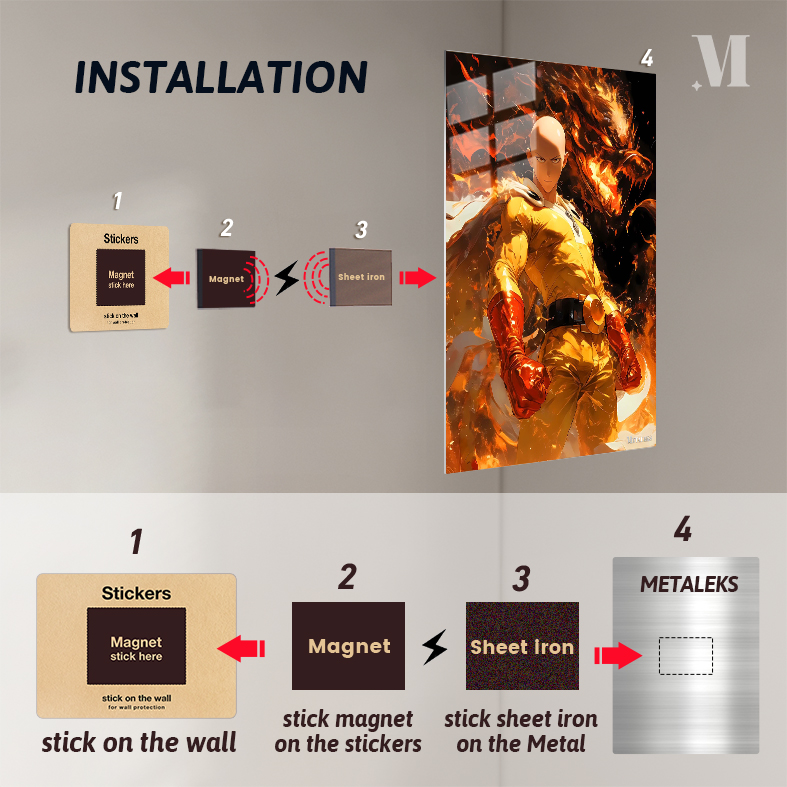 INSTALLATION
M
4
1
2
3
Stickers
Magnet
stick here
stick on the wall
for wall protection
Magnet
Sheet iron
1
2
3
4
Stickers
Magnet
stick here
stick on the wall
for wall protection
Magnet
Sheet iron
METALEKS
stick on the wall
stick magnet
on the stickers
stick sheet iron
on the Metal